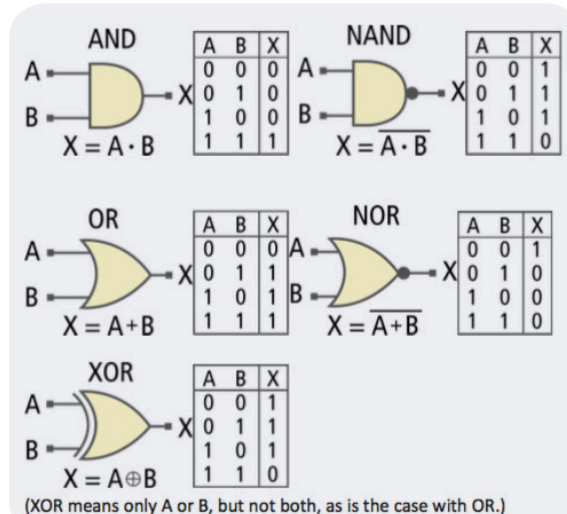 AND
A B X
0 0 0
0 1 0
1 0 0
1 1 1
A
B
X
X = A · B
NAND
A B X
0 0 1
0 1 1
1 0 1
1 1 0
A
B
X
X = \overline{A · B}
OR
A B X
0 0 0
0 1 1
1 0 1
1 1 1
A
B
X
X = A+B
NOR
A B X
0 0 1
0 1 0
1 0 0
1 1 0
A
B
X
X = \overline{A+B}
XOR
A B X
0 0 1
0 1 1
1 0 1
1 1 0
A
B
X
X = A⊕B
(XOR means only A or B, but not both, as is the case with OR.)